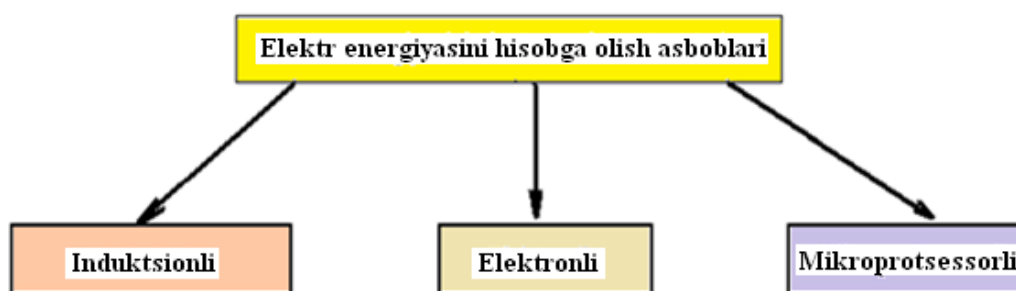 Elektr energiyasini hisobga olish asboblari
Induktsionli
Elektronli
Mikroprotsessorli